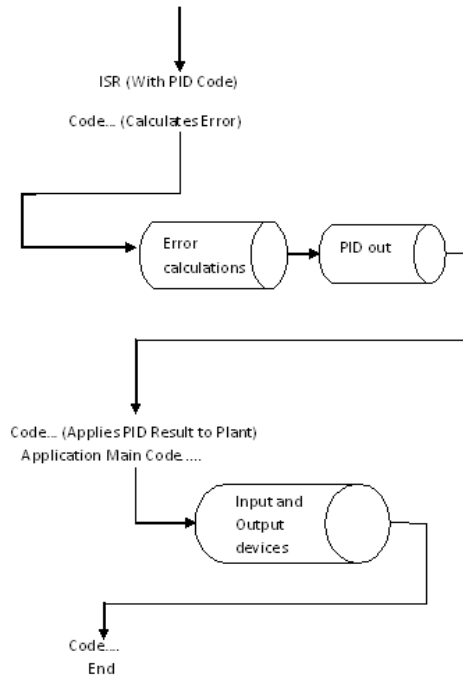 ISR (With PID Code)
Code... (Calculates Error)
Error
calculations
PID out
Code... (Applies PID Result to Plant)
Application Main Code.....
Input and
Output
devices
Code....
End